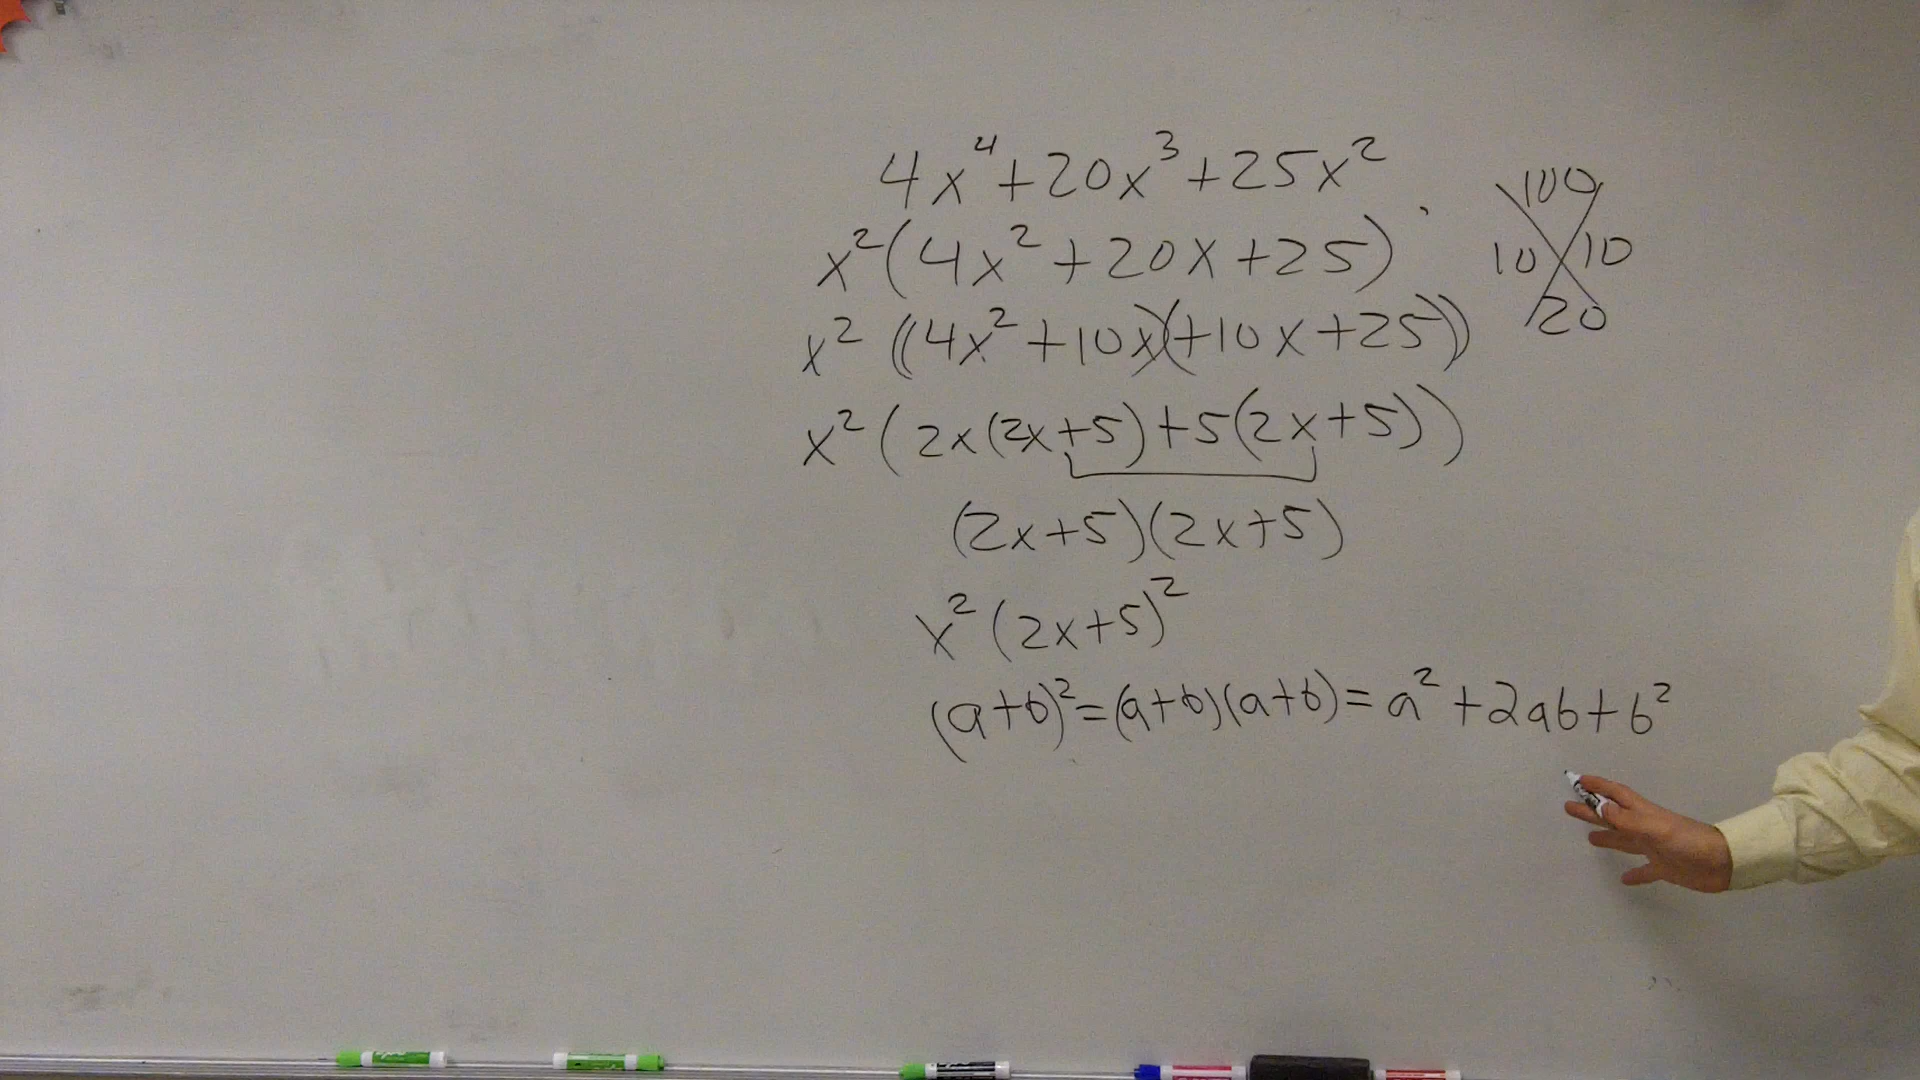 4x⁴+20x³+25x²
x²(4x²+20x+25)
x²((4x²+10x)(+10x+25))
x²(2x(2x+5)+5(2x+5))
(2x+5)(2x+5)
x²(2x+5)²
(a+b)²=(a+b)(a+b)=a²+2ab+b²
100
10 10
20